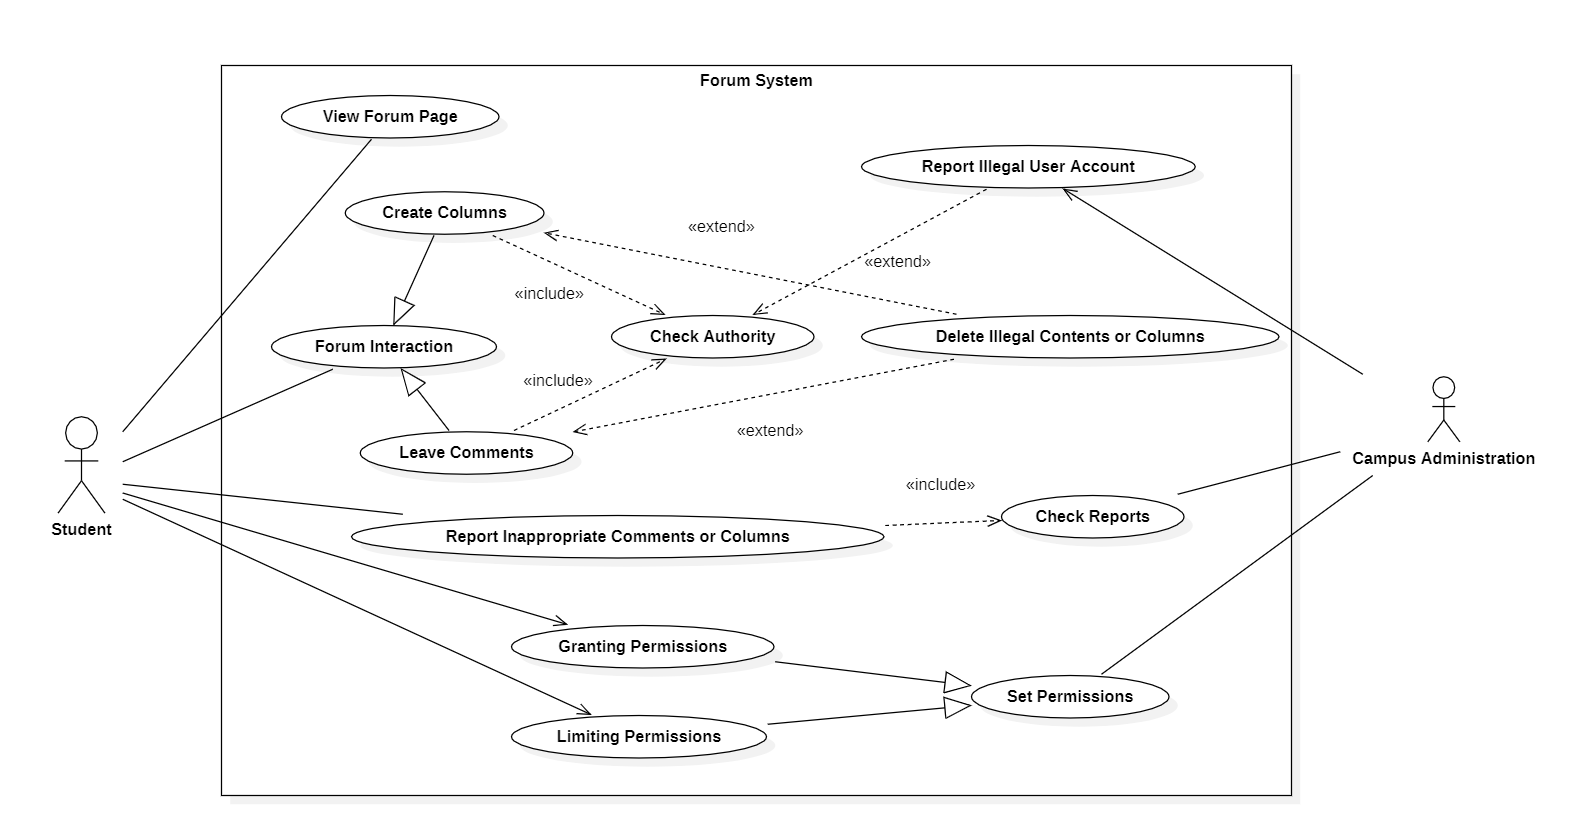 Forum System
View Forum Page
Report Illegal User Account
Create Columns
«extend»
«extend»
«include»
Check Authority
Delete Illegal Contents or Columns
Forum Interaction
«include»
«extend»
Leave Comments
Campus Administration
«include»
Check Reports
Student
Report Inappropriate Comments or Columns
Granting Permissions
Set Permissions
Limiting Permissions